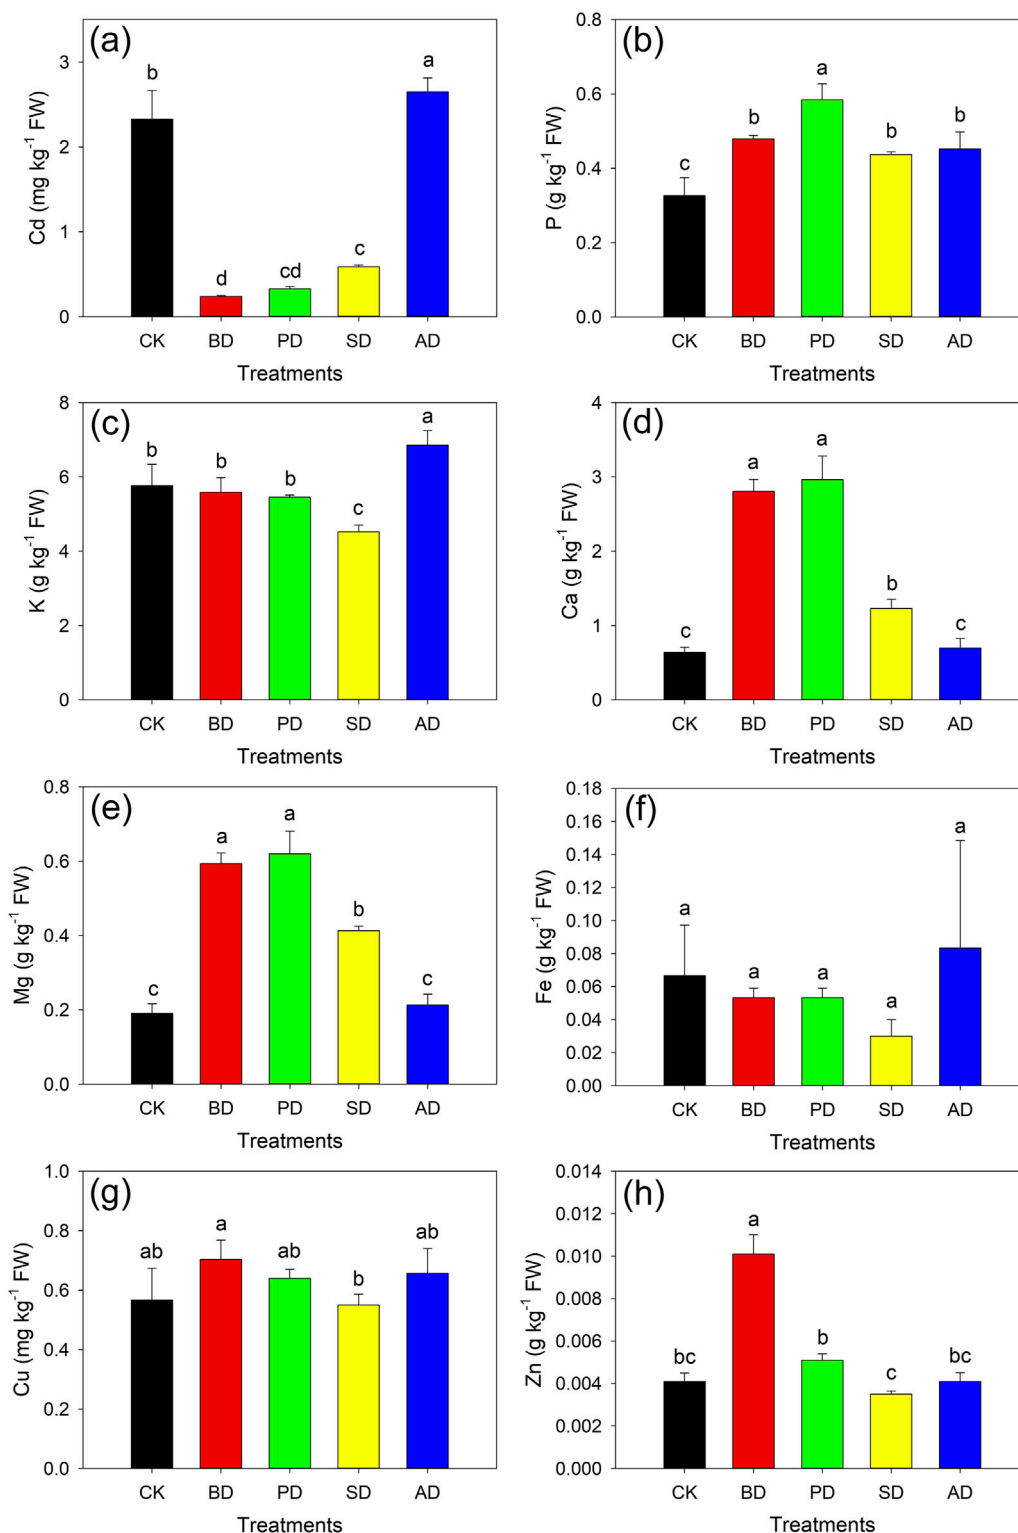 (a)
Cd (mg kg-1 FW)
3
2
1
0
b
d
cd
c
a
CK BD PD SD AD
Treatments
(b)
P (g kg-1 FW)
0.8
0.6
0.4
0.2
0.0
c
b
a
b
b
CK BD PD SD AD
Treatments
(c)
K (g kg-1 FW)
8
6
4
2
0
b
b
b
c
a
CK BD PD SD AD
Treatments
(d)
Ca (g kg-1 FW)
4
3
2
1
0
c
a
a
b
c
CK BD PD SD AD
Treatments
(e)
Mg (g kg-1 FW)
0.8
0.6
0.4
0.2
0.0
c
a
a
b
c
CK BD PD SD AD
Treatments
(f)
Fe (g kg-1 FW)
0.18
0.16
0.14
0.12
0.10
0.08
0.06
0.04
0.02
0.00
a
a
a
a
a
CK BD PD SD AD
Treatments
(g)
Cu (mg kg-1 FW)
1.0
0.8
0.6
0.4
0.2
0.0
ab
a
ab
b
ab
CK BD PD SD AD
Treatments
(h)
Zn (g kg-1 FW)
0.014
0.012
0.010
0.008
0.006
0.004
0.002
0.000
bc
a
b
c
bc
CK BD PD SD AD
Treatments